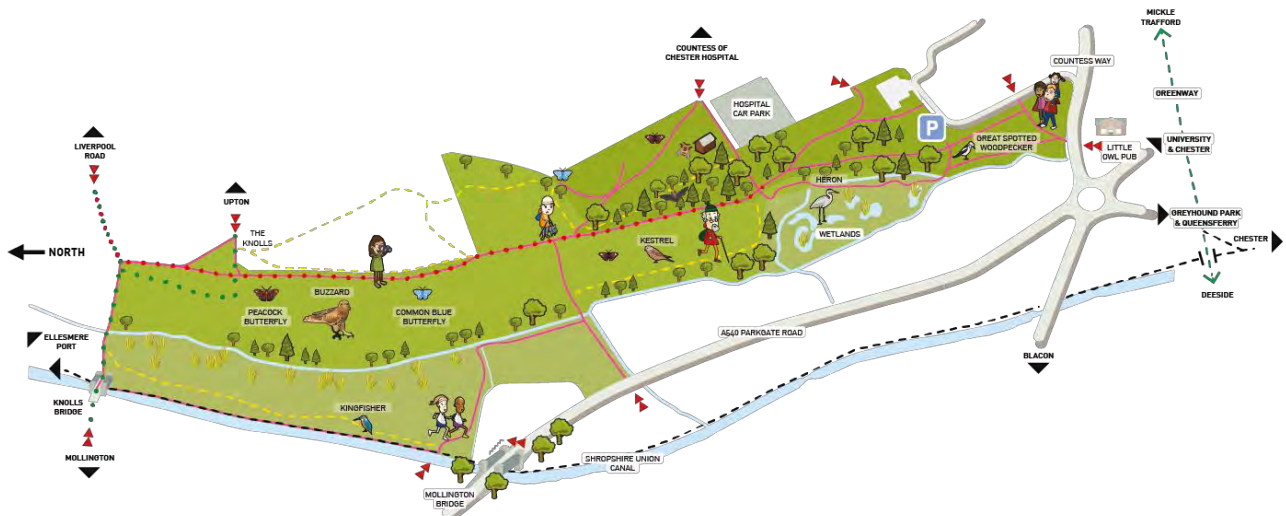 MICKLE
TRAFFORD
COUNTESS OF
CHESTER HOSPITAL
COUNTESS WAY
GREENWAY
HOSPITAL
CAR PARK
P
LIVERPOOL
ROAD
GREAT SPOTTED
WOODPECKER
LITTLE
OWL PUB
UNIVERSITY
& CHESTER
UPTON
HERON
THE
KNOLLS
GREYHOUND PARK
& QUEENSFERRY
WETLANDS
KESTREL
CHESTER
NORTH
BUZZARD
DEESIDE
PEACOCK
BUTTERFLY
COMMON BLUE
BUTTERFLY
A540 PARKGATE ROAD
ELLESMERE
PORT
BLACON
KNOLLS
BRIDGE
KINGFISHER
MOLLINGTON
SHROPSHIRE UNION
CANAL
MOLLINGTON
BRIDGE